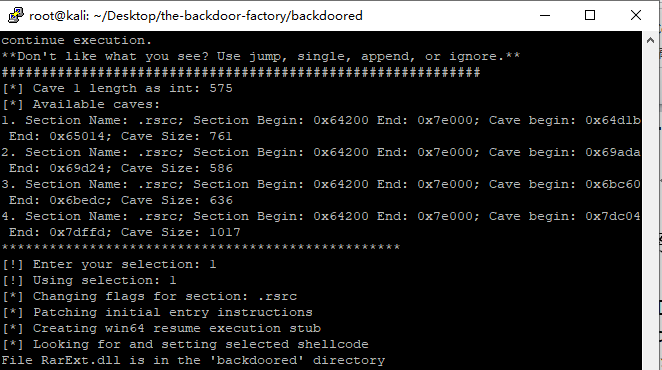 root@kali: ~/Desktop/the-backdoor-factory/backdoored
continue execution.
**Don't like what you see? Use jump, single, append, or ignore.**
############################################################
[*] Cave 1 length as int: 575
[*] Available caves:
1. Section Name: .rsrc; Section Begin: 0x64200 End: 0x7e000; Cave begin: 0x64d1b
 End: 0x65014; Cave Size: 761
2. Section Name: .rsrc; Section Begin: 0x64200 End: 0x7e000; Cave begin: 0x69ada
 End: 0x69d24; Cave Size: 586
3. Section Name: .rsrc; Section Begin: 0x64200 End: 0x7e000; Cave begin: 0x6bc60
 End: 0x6bedc; Cave Size: 636
4. Section Name: .rsrc; Section Begin: 0x64200 End: 0x7e000; Cave begin: 0x7dc04
 End: 0x7dffd; Cave Size: 1017
**************************************************
[!] Enter your selection: 1
[!] Using selection: 1
[*] Changing flags for section: .rsrc
[*] Patching initial entry instructions
[*] Creating win64 resume execution stub
[*] Looking for and setting selected shellcode
File RarExt.dll is in the 'backdoored' directory